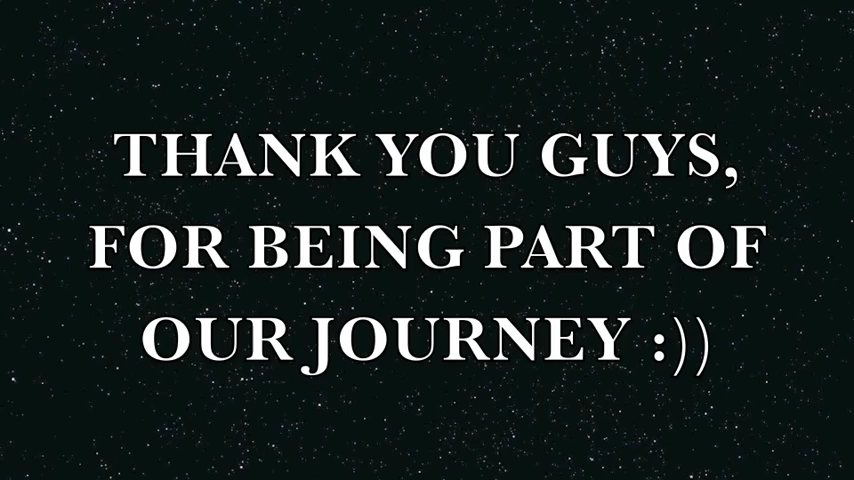 THANK YOU GUYS,
FOR BEING PART OF
OUR JOURNEY :))